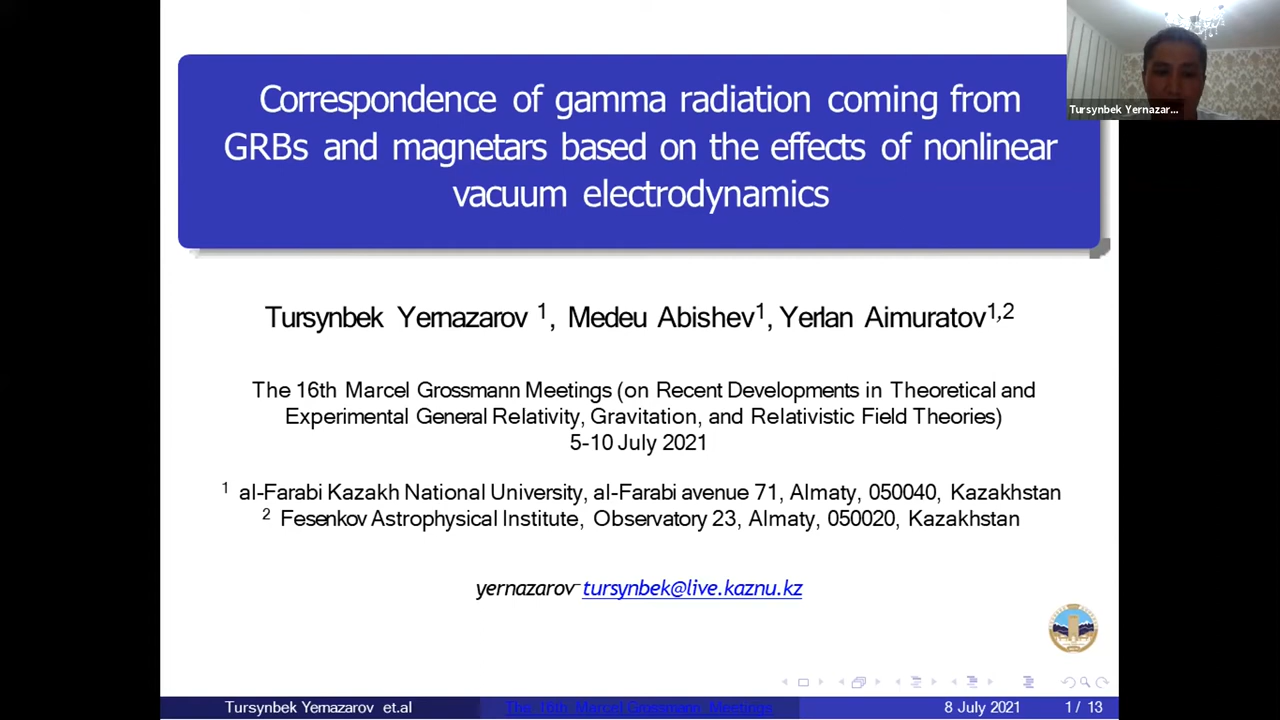 Correspondence of gamma radiation coming from
GRBs and magnetars based on the effects of nonlinear
vacuum electrodynamics
Tursynbek Yernazar...
Tursynbek Yernazarov 1, Medeu Abishev1, Yerlan Aimuratov1,2
The 16th Marcel Grossmann Meetings (on Recent Developments in Theoretical and
Experimental General Relativity, Gravitation, and Relativistic Field Theories)
5-10 July 2021
1 al-Farabi Kazakh National University, al-Farabi avenue 71, Almaty, 050040, Kazakhstan
2 Fesenkov Astrophysical Institute, Observatory 23, Almaty, 050020, Kazakhstan
yernazarov_tursynbek@live.kaznu.kz
Tursynbek Yernazarov et.al
The 16th Marcel Grossmann Meetings
8 July 2021
1 / 13